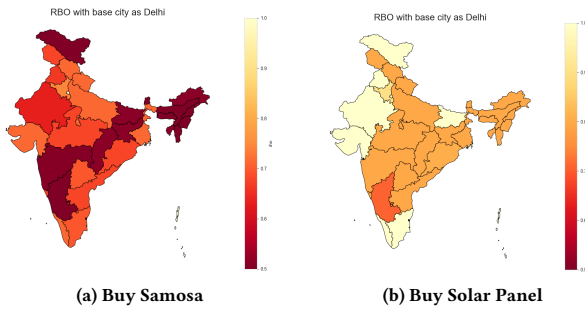 RBO with base city as Delhi
1.0
0.9
0.8
0.7
0.6
0.5
RBO with base city as Delhi
(a) Buy Samosa
(b) Buy Solar Panel